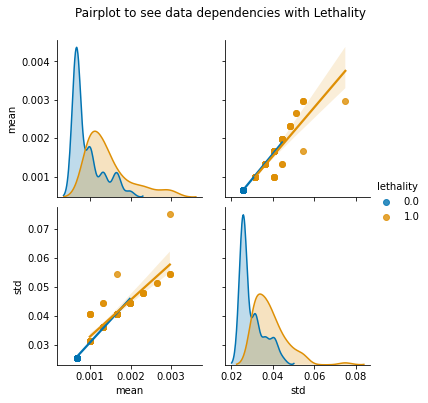 Pairplot to see data dependencies with Lethality
0.004
0.003
0.002
0.001
mean
lethality
0.0
1.0
0.07
0.06
0.05
0.04
0.03
std
0.001 0.002 0.003
mean
0.02 0.04 0.06 0.08
std